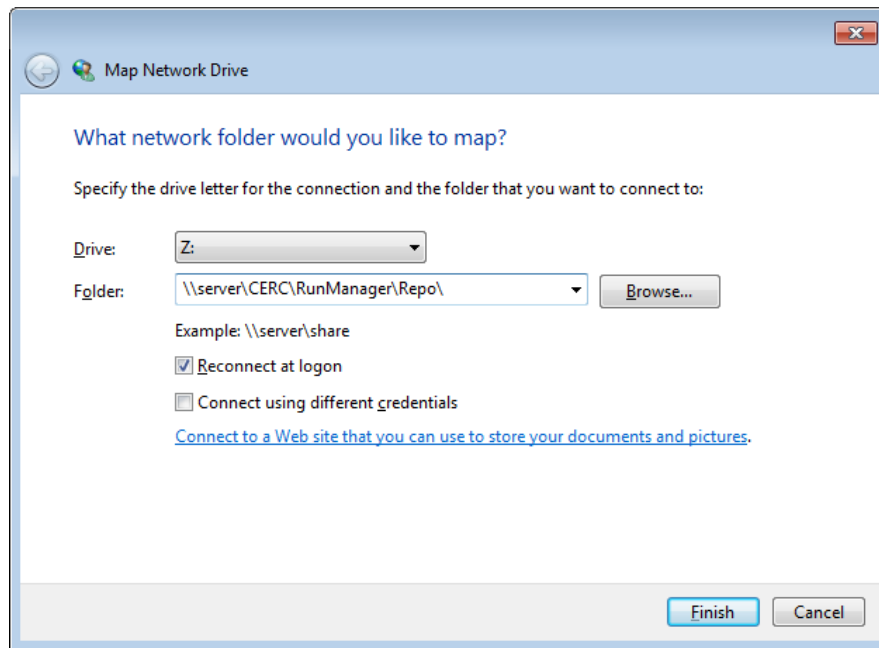 Map Network Drive
What network folder would you like to map?
Specify the drive letter for the connection and the folder that you want to connect to:
Drive: Z:
Folder: \\server\CERC\RunManager\Repo\ Browse...
Example: \\server\share
Reconnect at logon
Connect using different credentials
Connect to a Web site that you can use to store your documents and pictures.
Finish Cancel